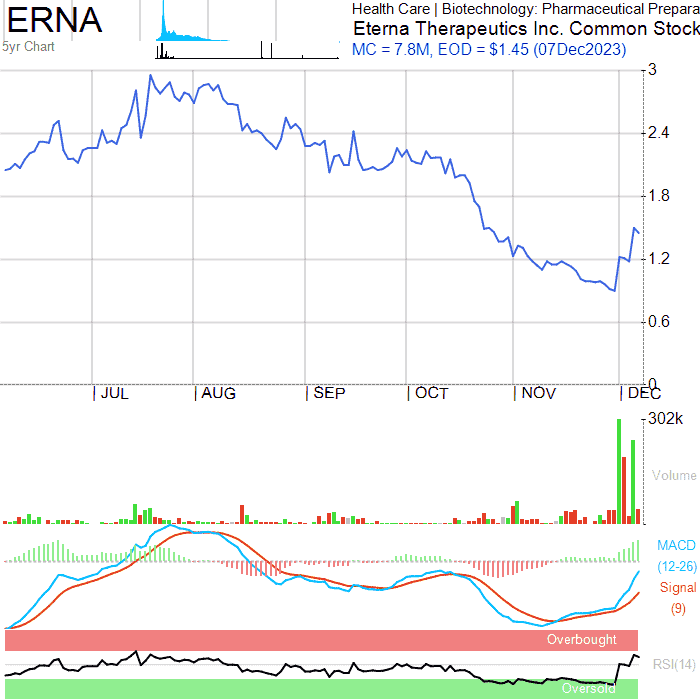 ERNA
5yr Chart
Health Care | Biotechnology: Pharmaceutical Prepara
Eterna Therapeutics Inc. Common Stock
MC = 7.8M, EOD = $1.45 (07Dec2023)
3
2.4
1.8
1.2
0.6
0
JUL AUG SEP OCT NOV DEC
302k
Volume
MACD
(12-26)
Signal
(9)
Overbought
RSI(14)
Oversold